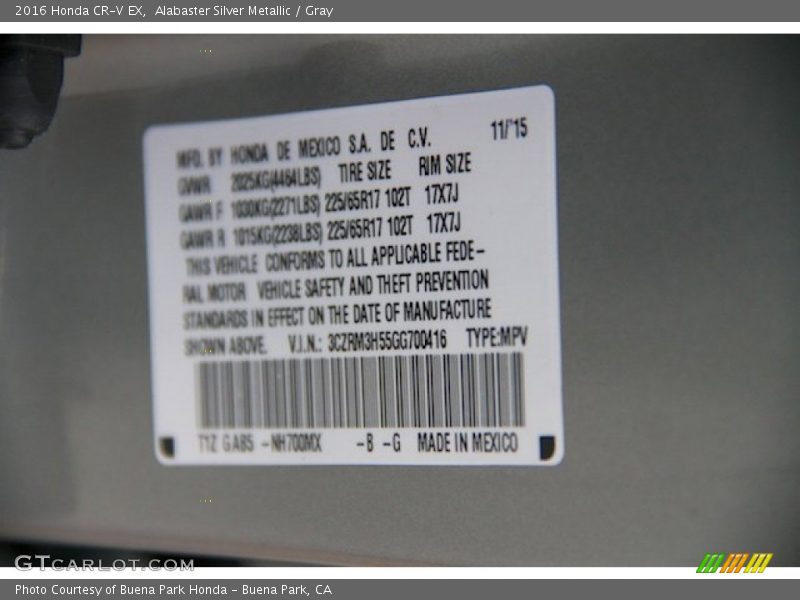 2016 Honda CR-V EX,  Alabaster Silver Metallic / Gray
MFD. BY HONDA DE MEXICO S.A. DE C.V. 11/'15
GVWR 2025KG(4464LBS) TIRE SIZE RIM SIZE
GAWR F 1030KG(2271LBS) 225/65R17 102T 17X7J
GAWR R 1015KG(2238LBS) 225/65R17 102T 17X7J
THIS VEHICLE CONFORMS TO ALL APPLICABLE FEDE-
RAL MOTOR VEHICLE SAFETY AND THEFT PREVENTION
STANDARDS IN EFFECT ON THE DATE OF MANUFACTURE
SHOWN ABOVE. V.I.N.: 3CZRM3H55GG700416 TYPE:MPV
T1Z GAB5 -NH700MX -B -G MADE IN MEXICO
GTCARLOT.COM
Photo Courtesy of Buena Park Honda - Buena Park, CA